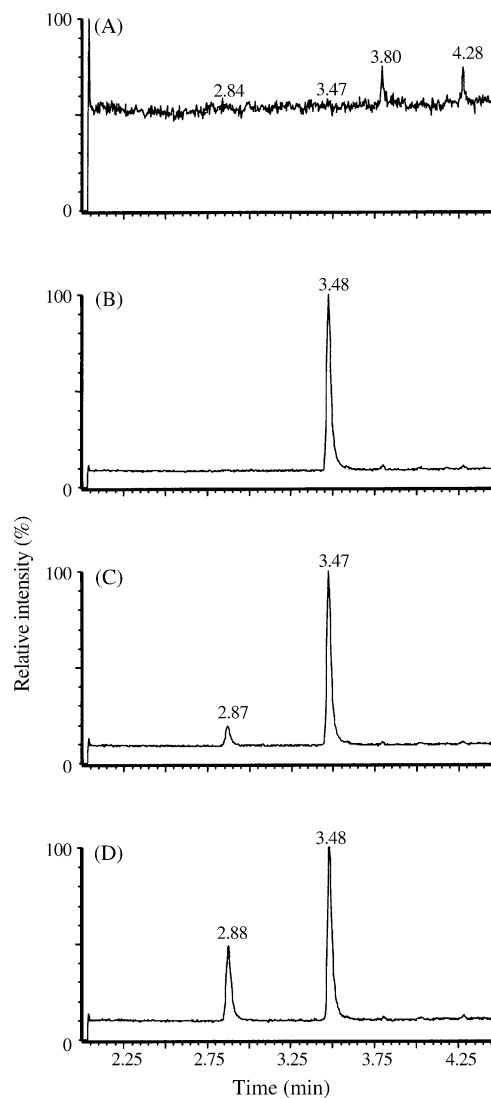 100
(A)
2.84
3.47
3.80
4.28
0
100
(B)
3.48
0
Relative intensity (%)
100
(C)
3.47
2.87
0
100
(D)
3.48
2.88
0
2.25 2.75 3.25 3.75 4.25
Time (min)